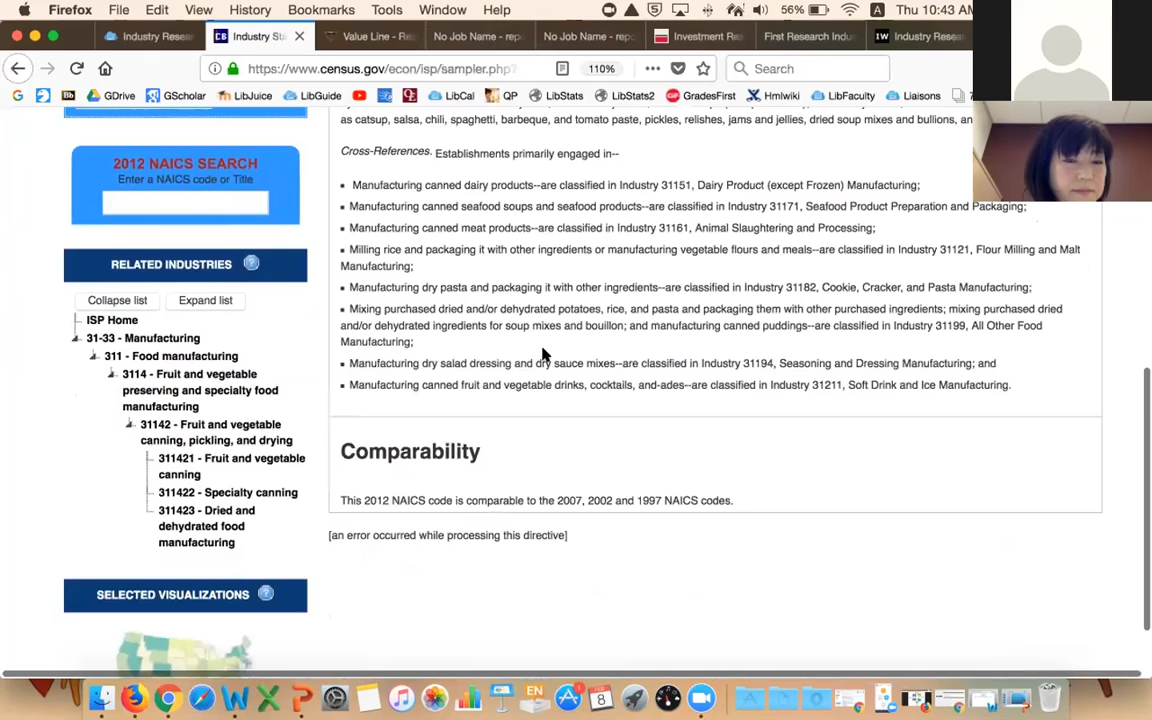 Firefox File Edit View History Bookmarks Tools Window Help 56% A Thu 10:43 AM
Industry Resea Industry Sta Value Line - Re No Job Name - repo No Job Name - repo Investment Re First Research Indu Industry Resea
https://www.census.gov/econ/isp/sampler.php? 110% Search
GDrive GScholar LibJuice LibGuide LibCal QP LibStats LibStats2 GradesFirst Hmlwiki LibFaculty Liaisons
as catsup, salsa, chili, spaghetti, barbeque, and tomato paste, pickles, relishes, jams and jellies, dried soup mixes and bullions, an
Cross-References. Establishments primarily engaged in--
▪ Manufacturing canned dairy products--are classified in Industry 31151, Dairy Product (except Frozen) Manufacturing;
▪ Manufacturing canned seafood soups and seafood products--are classified in Industry 31171, Seafood Product Preparation and Packaging;
▪ Manufacturing canned meat products--are classified in Industry 31161, Animal Slaughtering and Processing;
▪ Milling rice and packaging it with other ingredients or manufacturing vegetable flours and meals--are classified in Industry 31121, Flour Milling and Malt
Manufacturing;
▪ Manufacturing dry pasta and packaging it with other ingredients--are classified in Industry 31182, Cookie, Cracker, and Pasta Manufacturing;
▪ Mixing purchased dried and/or dehydrated potatoes, rice, and pasta and packaging them with other purchased ingredients; mixing purchased dried
and/or dehydrated ingredients for soup mixes and bouillon; and manufacturing canned puddings--are classified in Industry 31199, All Other Food
Manufacturing;
▪ Manufacturing dry salad dressing and dry sauce mixes--are classified in Industry 31194, Seasoning and Dressing Manufacturing; and
▪ Manufacturing canned fruit and vegetable drinks, cocktails, and-ades--are classified in Industry 31211, Soft Drink and Ice Manufacturing.
Comparability
This 2012 NAICS code is comparable to the 2007, 2002 and 1997 NAICS codes.
[an error occurred while processing this directive]
2012 NAICS SEARCH
Enter a NAICS code or Title
RELATED INDUSTRIES ?
Collapse list Expand list
ISP Home
31-33 - Manufacturing
311 - Food manufacturing
3114 - Fruit and vegetable
preserving and specialty food
manufacturing
31142 - Fruit and vegetable
canning, pickling, and drying
311421 - Fruit and vegetable
canning
311422 - Specialty canning
311423 - Dried and
dehydrated food
manufacturing
SELECTED VISUALIZATIONS ?